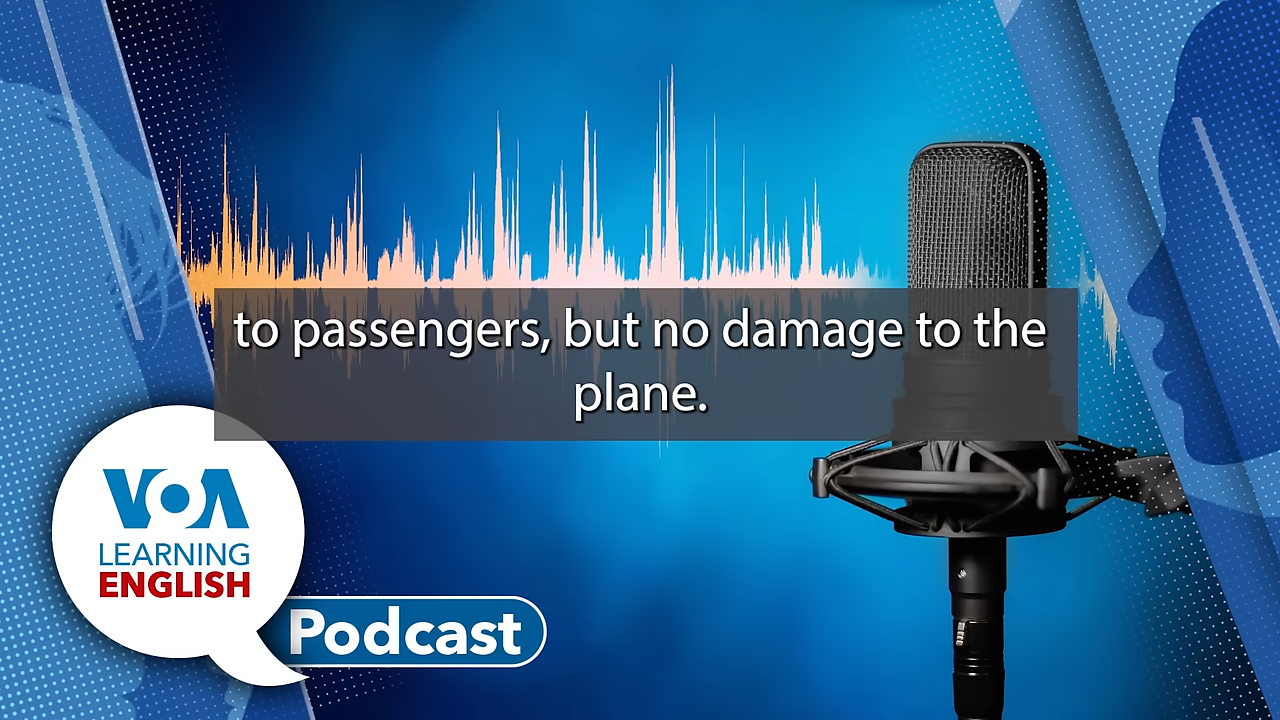 to passengers, but no damage to the
plane.
VOA
LEARNING
ENGLISH
Podcast